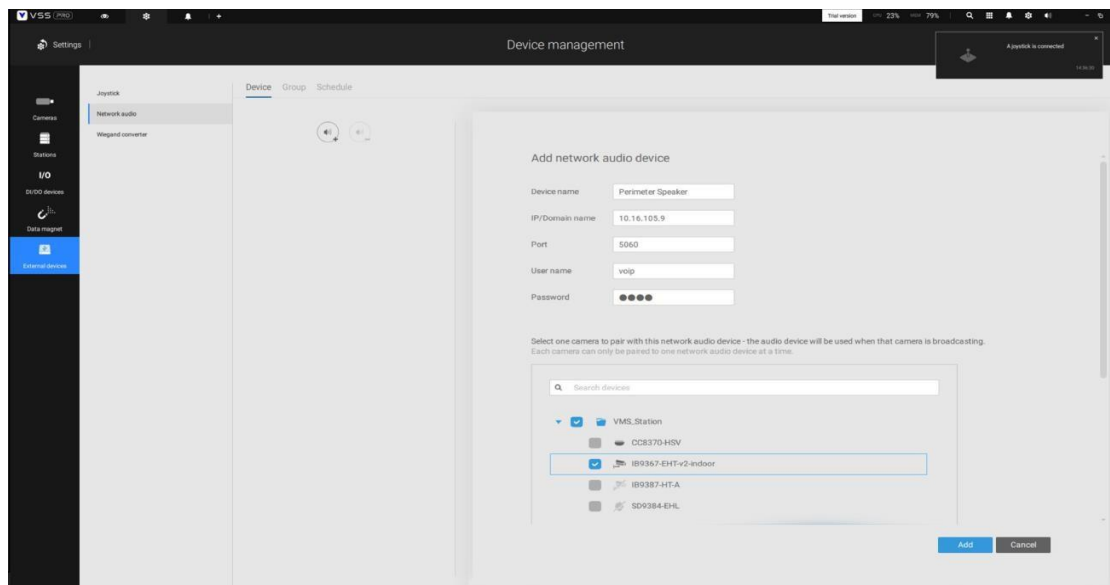 VSS PRO
Trial version CPU 23% MEM 79%
Settings
Device management
A joystick is connected
Cameras
Stations
I/O
DI/DO devices
Data magnet
External devices
Joystick
Network audio
Wiegand converter
Device Group Schedule
Add network audio device
Device name Perimeter Speaker
IP/Domain name 10.16.105.9
Port 5060
User name voip
Password
Select one camera to pair with this network audio device - the audio device will be used when that camera is broadcasting.
Each camera can only be paired to one network audio device at a time.
Search devices
VMS_Station
CC8370-HSV
IB9367-EHT-v2-indoor
IB9387-HT-A
SD9384-EHL
Add Cancel